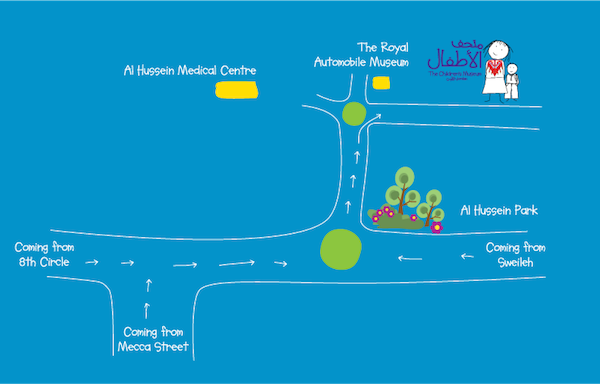 The Royal
Automobile Museum
متحف
الأطفال
The Children's Museum
Al Hussein Medical Centre
Al Hussein Park
Coming from
8th Circle
Coming from
Sweileh
Coming from
Mecca Street